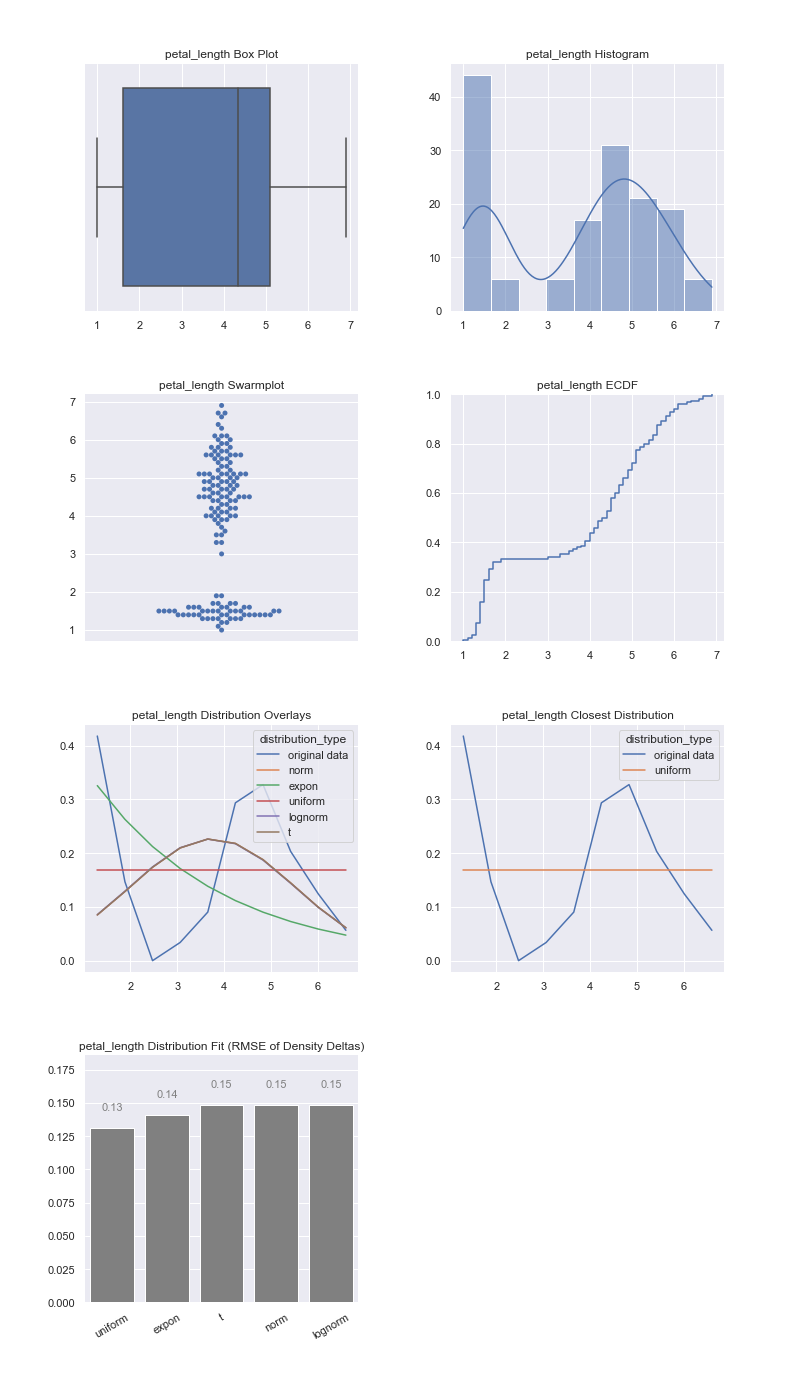 petal_length Box Plot
1 2 3 4 5 6 7
petal_length Histogram
40
30
20
10
0
1 2 3 4 5 6 7
petal_length Swarmplot
7
6
5
4
3
2
1
petal_length ECDF
1.0
0.8
0.6
0.4
0.2
0.0
1 2 3 4 5 6 7
petal_length Distribution Overlays
distribution_type
original data
norm
expon
uniform
lognorm
t
0.4
0.3
0.2
0.1
0.0
2 3 4 5 6
petal_length Closest Distribution
distribution_type
original data
uniform
0.4
0.3
0.2
0.1
0.0
2 3 4 5 6
petal_length Distribution Fit (RMSE of Density Deltas)
0.175
0.150
0.125
0.100
0.075
0.050
0.025
0.000
0.13 0.14 0.15 0.15 0.15
uniform expon t norm lognorm